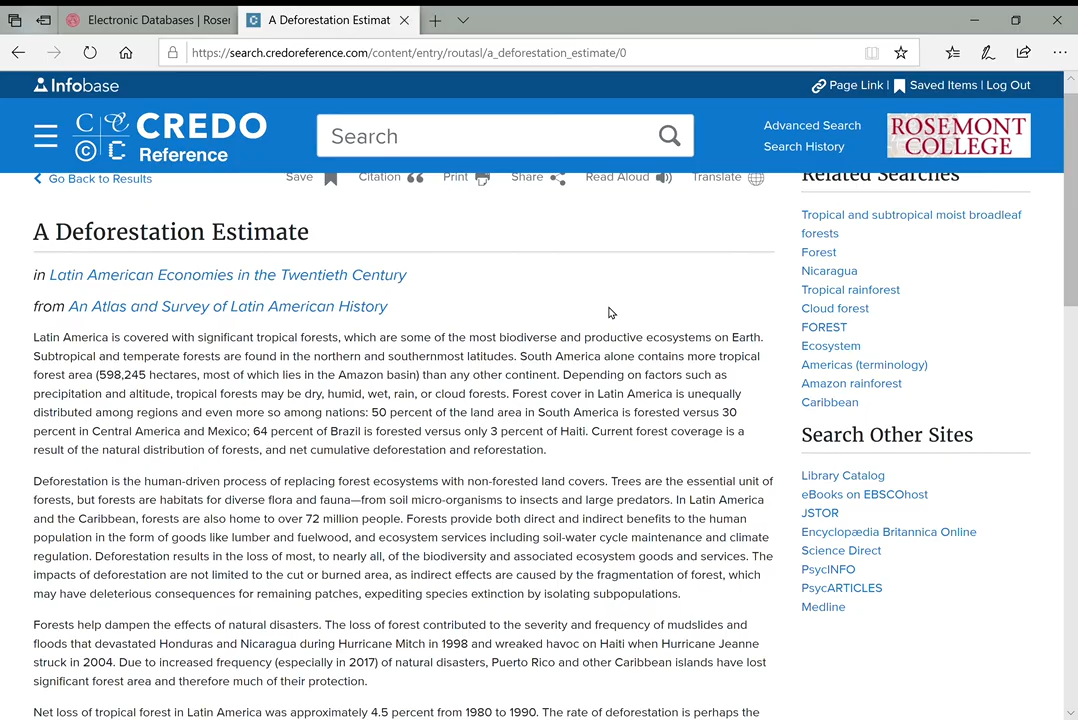 Electronic Databases | Roser
A Deforestation Estimat
https://search.credoreference.com/content/entry/routasl/a_deforestation_estimate/0
Infobase
Page Link | Saved Items | Log Out
CREDO
Reference
Search
Advanced Search
Search History
ROSEMONT
COLLEGE
Go Back to Results
Save
Citation
Print
Share
Read Aloud
Translate
A Deforestation Estimate
in Latin American Economies in the Twentieth Century
from An Atlas and Survey of Latin American History
Latin America is covered with significant tropical forests, which are some of the most biodiverse and productive ecosystems on Earth.
Subtropical and temperate forests are found in the northern and southernmost latitudes. South America alone contains more tropical
forest area (598,245 hectares, most of which lies in the Amazon basin) than any other continent. Depending on factors such as
precipitation and altitude, tropical forests may be dry, humid, wet, rain, or cloud forests. Forest cover in Latin America is unequally
distributed among regions and even more so among nations: 50 percent of the land area in South America is forested versus 30
percent in Central America and Mexico; 64 percent of Brazil is forested versus only 3 percent of Haiti. Current forest coverage is a
result of the natural distribution of forests, and net cumulative deforestation and reforestation.
Deforestation is the human-driven process of replacing forest ecosystems with non-forested land covers. Trees are the essential unit of
forests, but forests are habitats for diverse flora and fauna—from soil micro-organisms to insects and large predators. In Latin America
and the Caribbean, forests are also home to over 72 million people. Forests provide both direct and indirect benefits to the human
population in the form of goods like lumber and fuelwood, and ecosystem services including soil-water cycle maintenance and climate
regulation. Deforestation results in the loss of most, to nearly all, of the biodiversity and associated ecosystem goods and services. The
impacts of deforestation are not limited to the cut or burned area, as indirect effects are caused by the fragmentation of forest, which
may have deleterious consequences for remaining patches, expediting species extinction by isolating subpopulations.
Forests help dampen the effects of natural disasters. The loss of forest contributed to the severity and frequency of mudslides and
floods that devastated Honduras and Nicaragua during Hurricane Mitch in 1998 and wreaked havoc on Haiti when Hurricane Jeanne
struck in 2004. Due to increased frequency (especially in 2017) of natural disasters, Puerto Rico and other Caribbean islands have lost
significant forest area and therefore much of their protection.
Net loss of tropical forest in Latin America was approximately 4.5 percent from 1980 to 1990. The rate of deforestation is perhaps the
Related Searches
Tropical and subtropical moist broadleaf
forests
Forest
Nicaragua
Tropical rainforest
Cloud forest
FOREST
Ecosystem
Americas (terminology)
Amazon rainforest
Caribbean
Search Other Sites
Library Catalog
eBooks on EBSCOhost
JSTOR
Encyclopædia Britannica Online
Science Direct
PsycINFO
PsycARTICLES
Medline